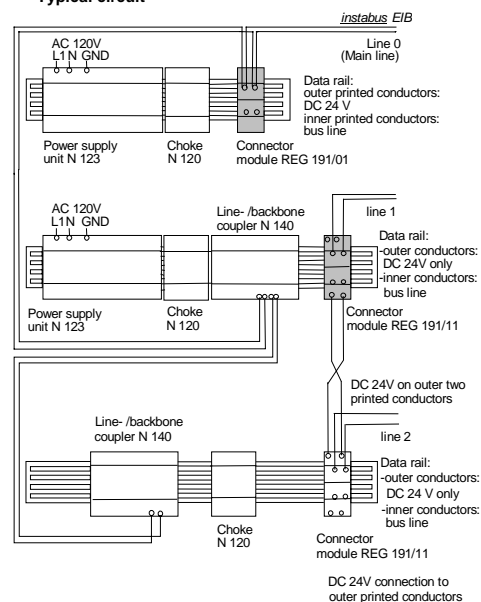 Typical circuit
instabus EIB
Line 0
(Main line)
AC 120V
L1 N GND
Data rail:
outer printed conductors:
DC 24 V
inner printed conductors:
bus line
Power supply
unit N 123
Choke
N 120
Connector
module REG 191/01
AC 120V
L1 N GND
Line- /backbone
coupler N 140
line 1
Data rail:
-outer conductors:
DC 24V only
-inner conductors:
bus line
Power supply
unit N 123
Choke
N 120
Connector
module REG 191/11
DC 24V on outer two
printed conductors
Line- /backbone
coupler N 140
line 2
Data rail:
-outer conductors:
DC 24 V only
-inner conductors:
bus line
Choke
N 120
Connector
module REG 191/11
DC 24V connection to
outer printed conductors